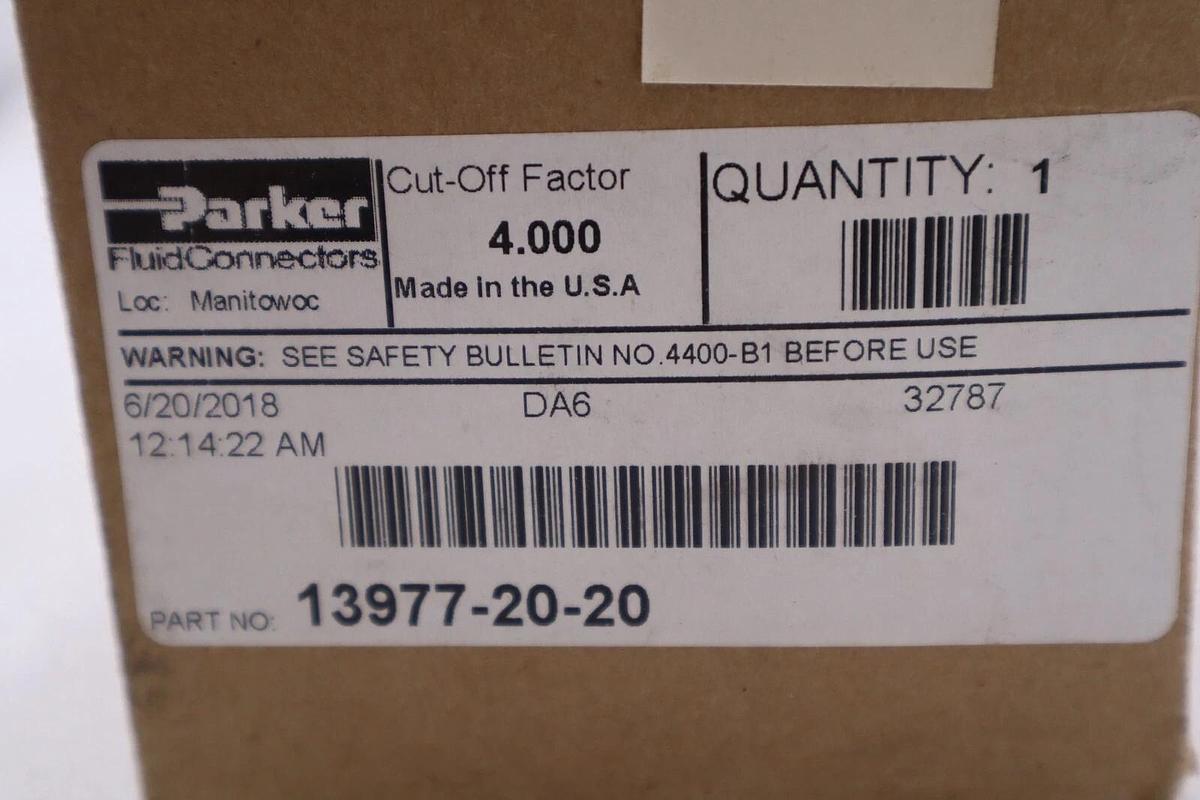 Parker
FluidConnectors
Loc: Manitowoc
Cut-Off Factor
4.000
Made in the U.S.A
QUANTITY: 1
WARNING: SEE SAFETY BULLETIN NO.4400-B1 BEFORE USE
6/20/2018 DA6 32787
12:14:22 AM
PART NO: 13977-20-20